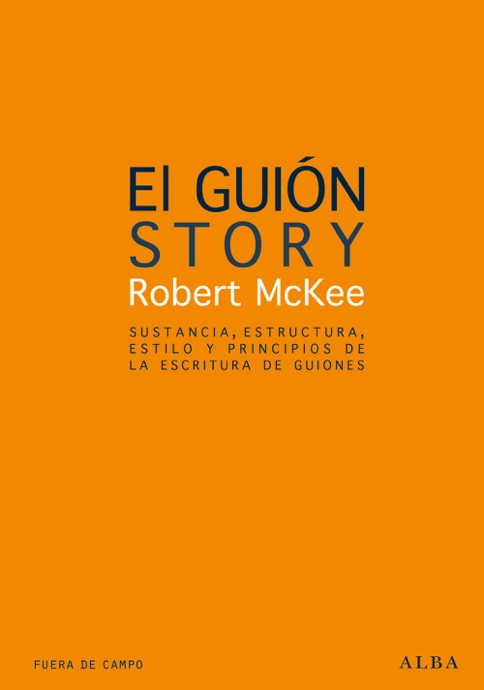 El GUIÓN
STORY
Robert McKee
SUSTANCIA, ESTRUCTURA,
ESTILO Y PRINCIPIOS DE
LA ESCRITURA DE GUIONES
FUERA DE CAMPO
ALBA